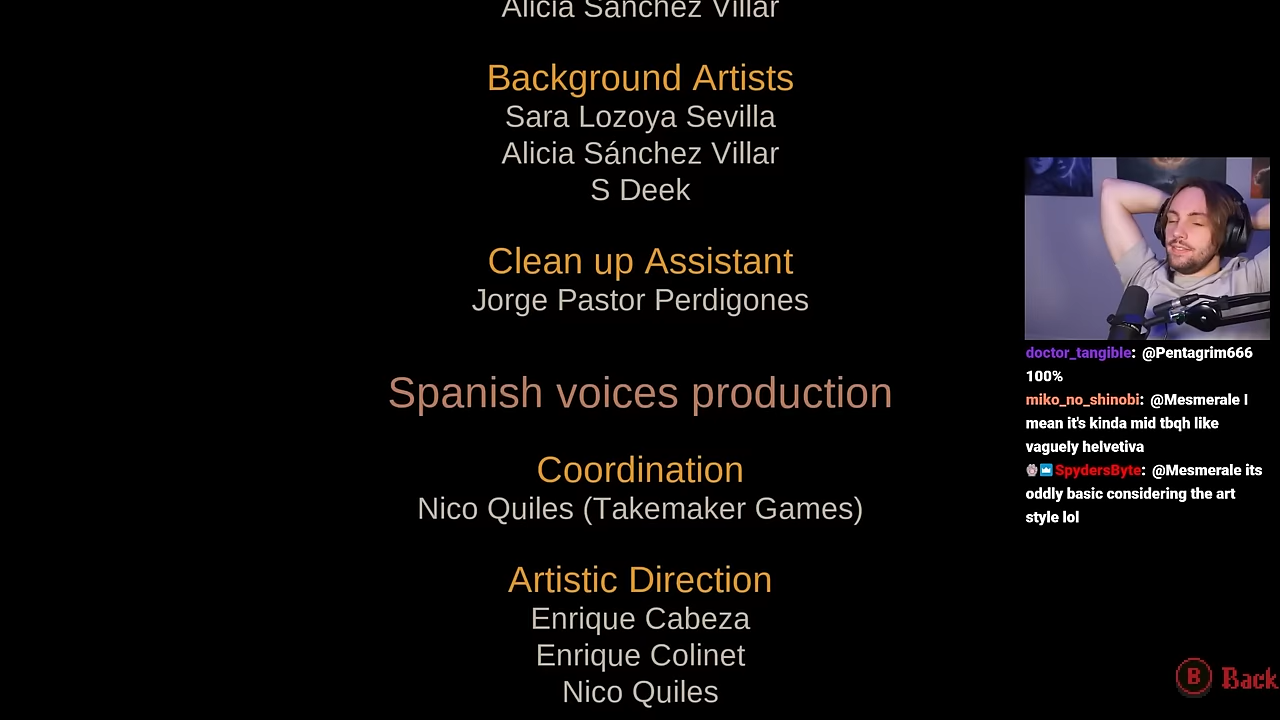 Alicia Sánchez Villar
Background Artists
Sara Lozoya Sevilla
Alicia Sánchez Villar
S Deek
Clean up Assistant
Jorge Pastor Perdigones
Spanish voices production
Coordination
Nico Quiles (Takemaker Games)
Artistic Direction
Enrique Cabeza
Enrique Colinet
Nico Quiles
doctor_tangible: @Pentagrim666
100%
miko_no_shinobi: @Mesmerale I
mean it's kinda mid tbqh like
vaguely helvetiva
SpydersByte: @Mesmerale its
oddly basic considering the art
style lol
B Back